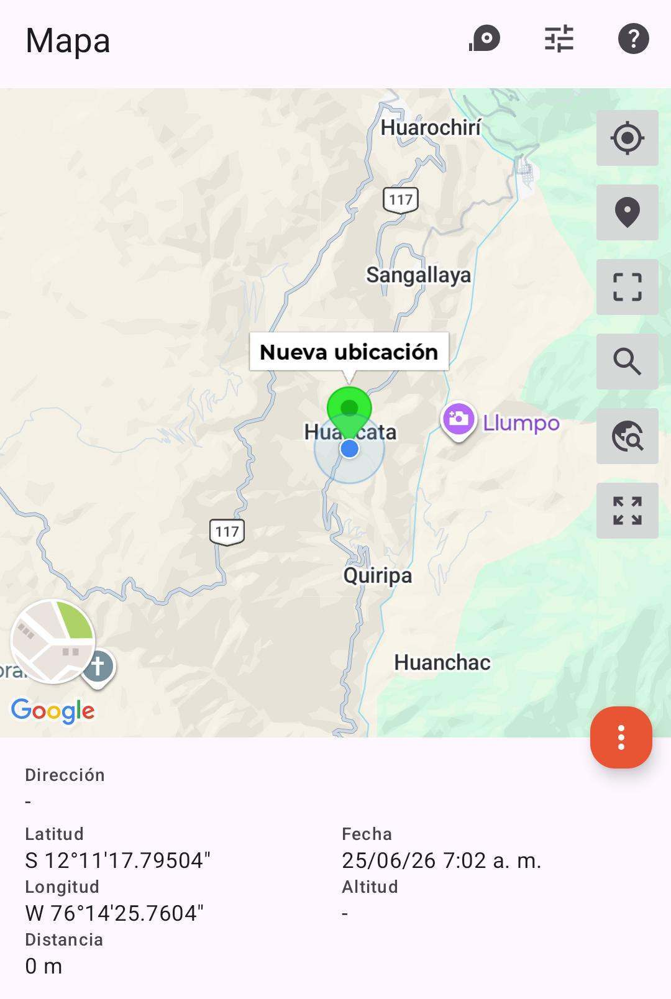 Mapa
Huarochirí
117
Sangallaya
Nueva ubicación
Llumpo
117
Quiripa
Huanchac
Google
Dirección
-
Latitud
S 12°11'17.79504"
Fecha
25/06/26 7:02 a. m.
Longitud
W 76°14'25.7604"
Altitud
-
Distancia
0 m